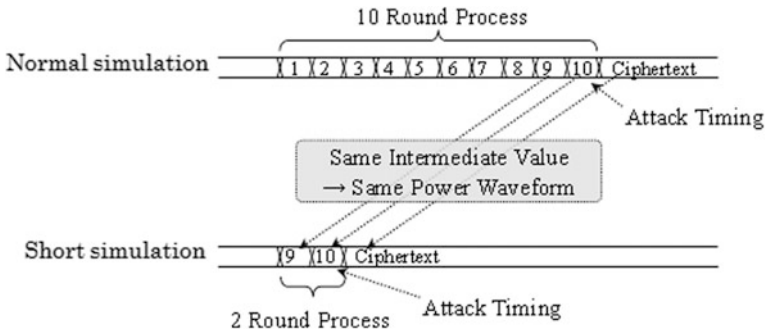 10 Round Process
Normal simulation 1 2 3 4 5 6 7 8 9 10 Ciphertext
Attack Timing
Same Intermediate Value
→ Same Power Waveform
Short simulation 9 10 Ciphertext
Attack Timing
2 Round Process